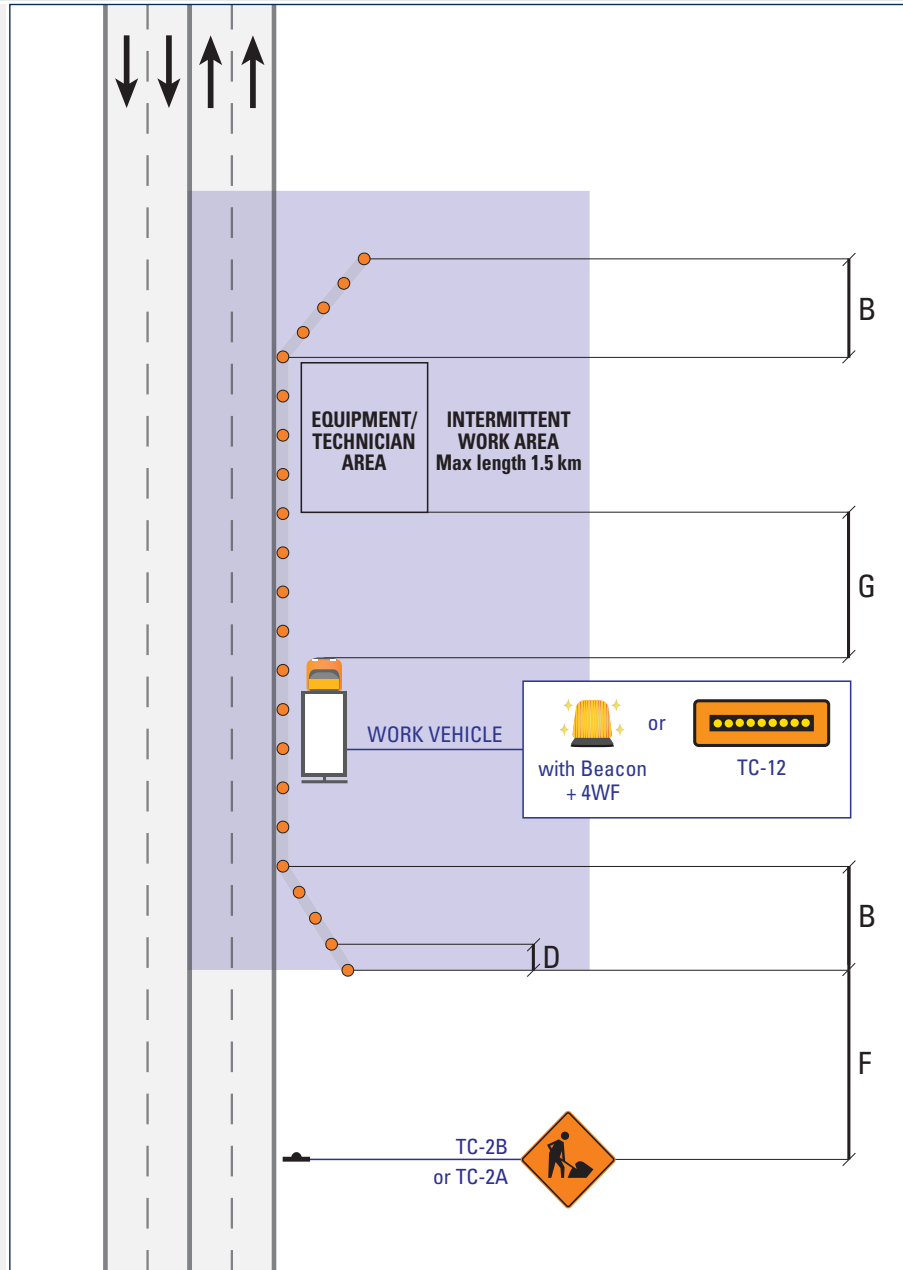 B
EQUIPMENT/
TECHNICIAN
AREA
INTERMITTENT
WORK AREA
Max length 1.5 km
G
WORK VEHICLE
with Beacon
+ 4WF
or
TC-12
B
D
F
TC-2B
or TC-2A